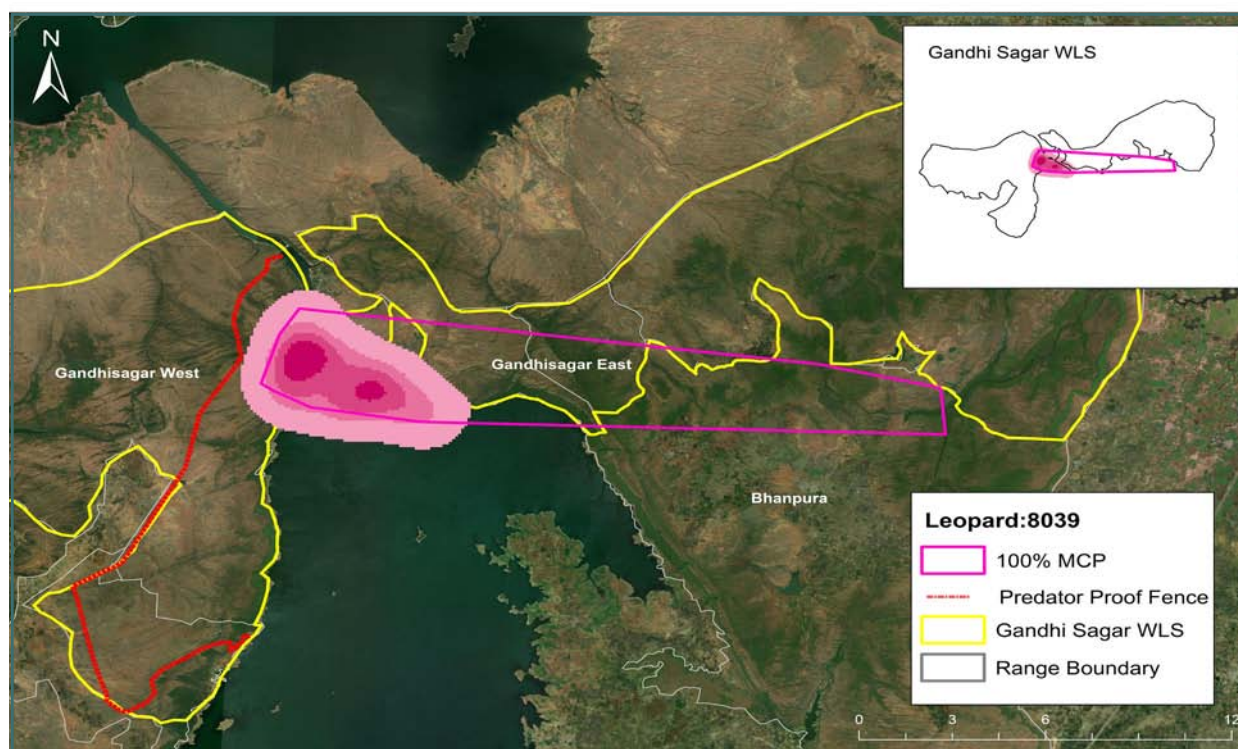 N
Gandhi Sagar WLS
Gandhisagar West
Gandhisagar East
Bhanpura
Leopard:8039
100% MCP
Predator Proof Fence
Gandhi Sagar WLS
Range Boundary
0 3 6 12